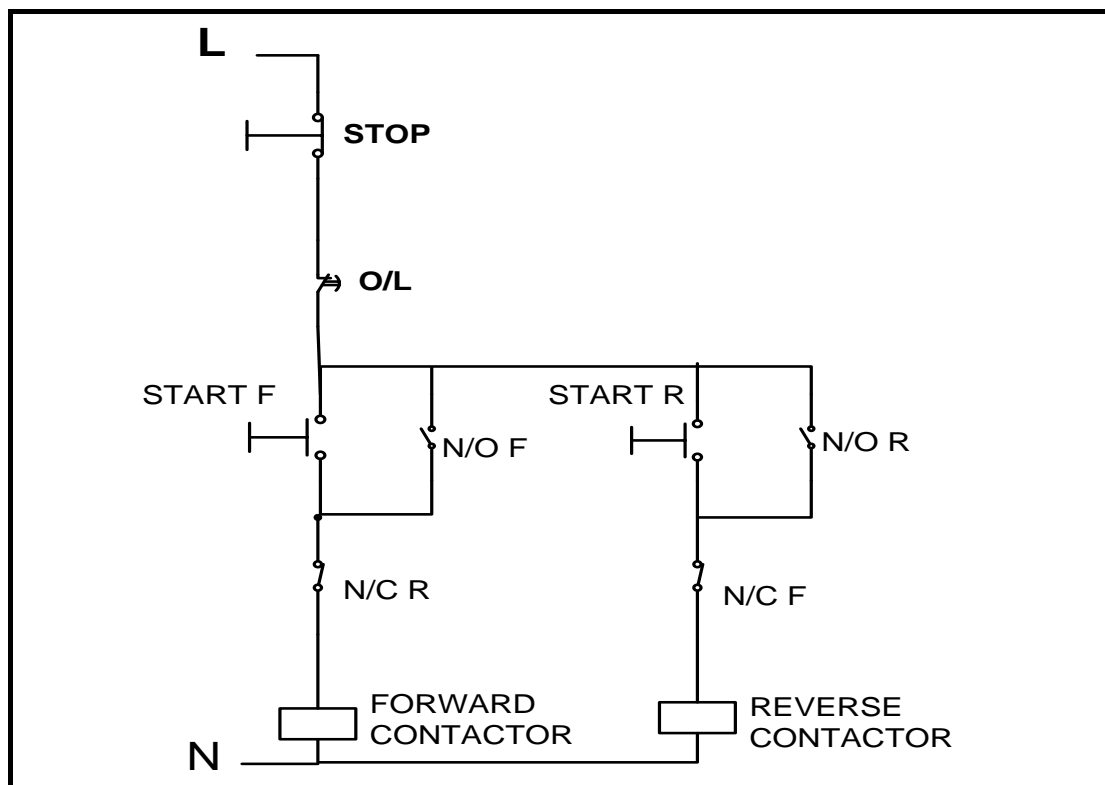 L
STOP
O/L
START F
N/O F
START R
N/O R
N/C R
N/C F
FORWARD
CONTACTOR
REVERSE
CONTACTOR
N